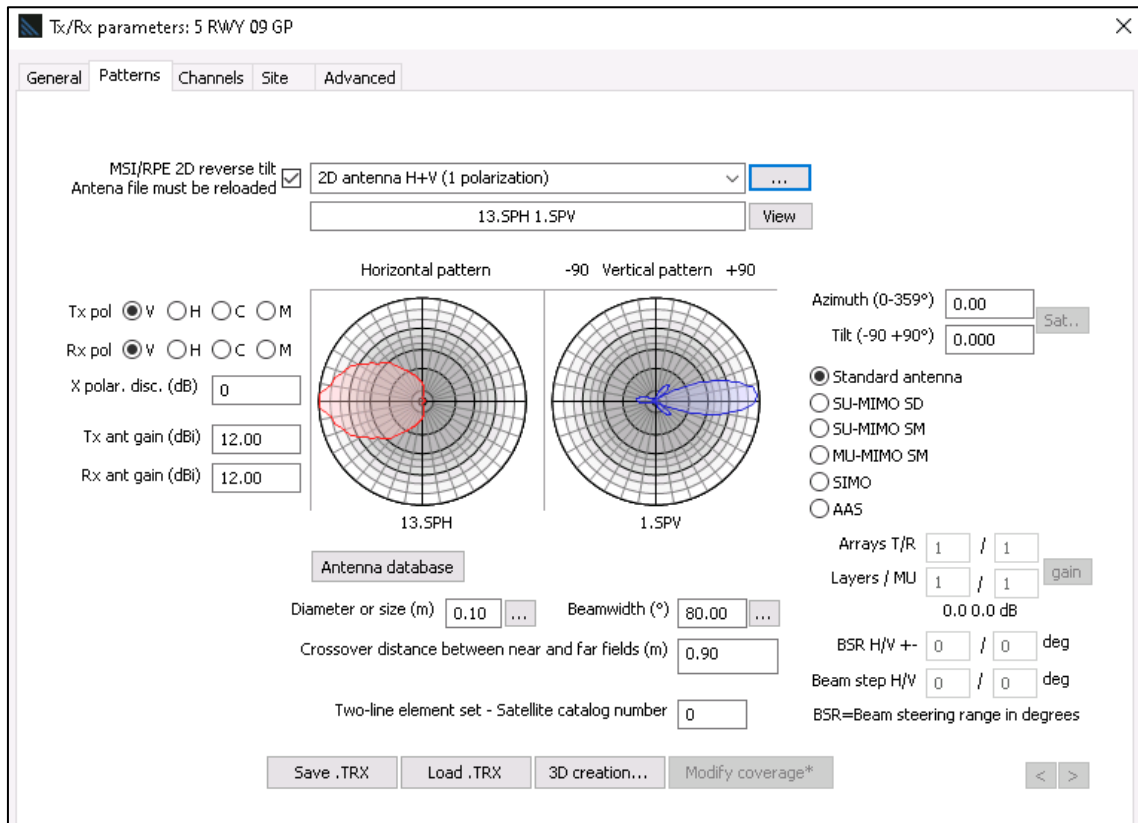 Tx/Rx parameters: 5 RWY 09 GP
General Patterns Channels Site Advanced
MSI/RPE 2D reverse tilt
Antena file must be reloaded
2D antenna H+V (1 polarization)
...
13.SPH 1.SPV
View
Horizontal pattern
-90 Vertical pattern +90
Tx pol V H C M
Rx pol V H C M
X polar. disc. (dB) 0
Tx ant gain (dBi) 12.00
Rx ant gain (dBi) 12.00
13.SPH
1.SPV
Azimuth (0-359°) 0.00
Tilt (-90 +90°) 0.000
Sat..
Standard antenna
SU-MIMO SD
SU-MIMO SM
MU-MIMO SM
SIMO
AAS
Arrays T/R 1 / 1
Layers / MU 1 / 1
gain
0.0 0.0 dB
BSR H/V +- 0 / 0 deg
Beam step H/V 0 / 0 deg
BSR=Beam steering range in degrees
Antenna database
Diameter or size (m) 0.10 ... Beamwidth (°) 80.00 ...
Crossover distance between near and far fields (m) 0.90
Two-line element set - Satellite catalog number 0
Save .TRX Load .TRX 3D creation... Modify coverage* < >